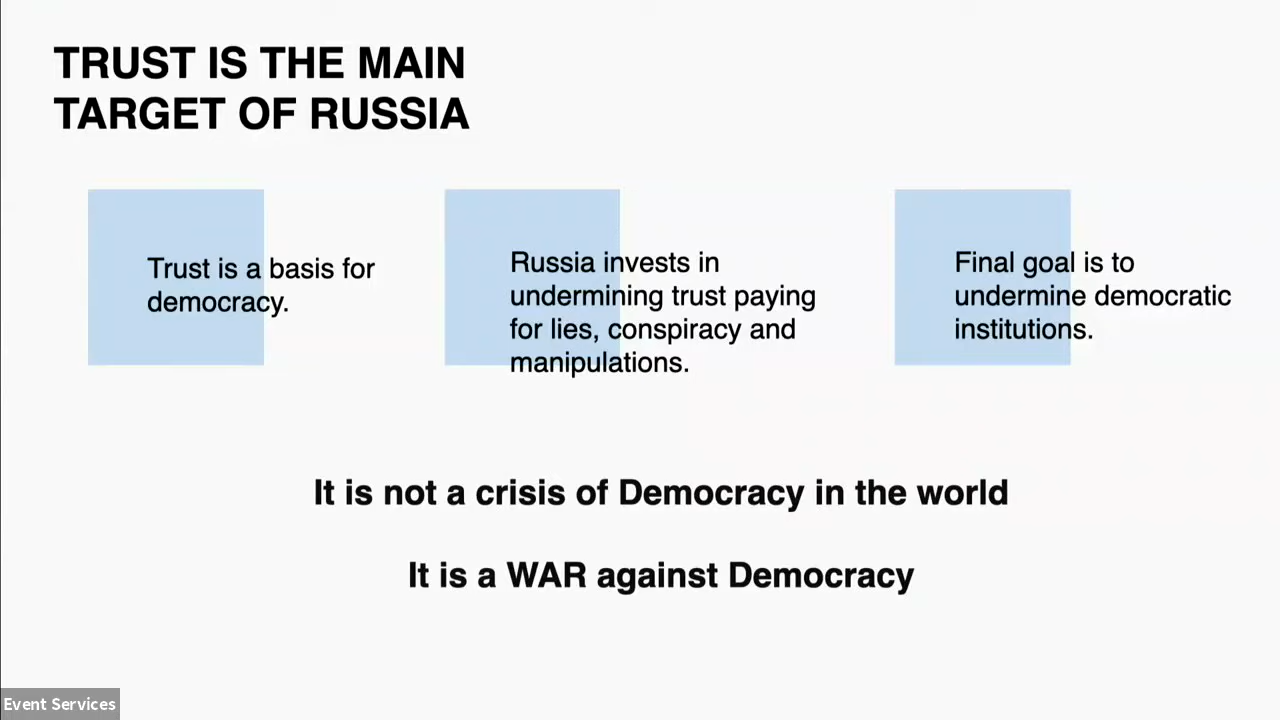 TRUST IS THE MAIN
TARGET OF RUSSIA
Trust is a basis for
democracy.
Russia invests in
undermining trust paying
for lies, conspiracy and
manipulations.
Final goal is to
undermine democratic
institutions.
It is not a crisis of Democracy in the world
It is a WAR against Democracy
Event Services